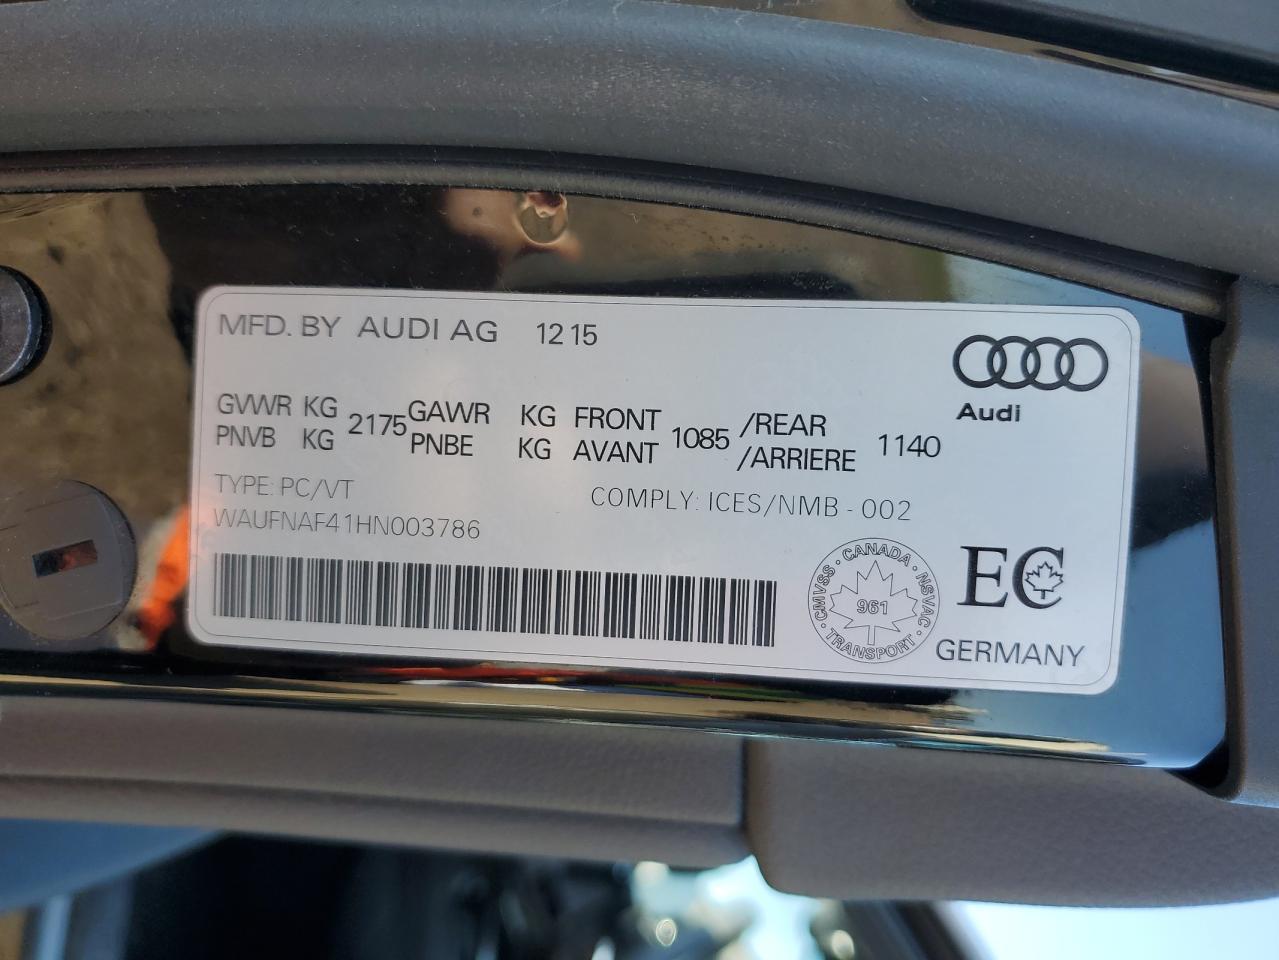 MFD. BY AUDI AG 12 15
Audi
GVWR KG 2175 GAWR KG FRONT 1085 /REAR 1140
PNVB KG PNBE KG AVANT /ARRIERE
TYPE: PC/VT COMPLY: ICES/NMB - 002
WAUFNAF41HN003786
CMVSS · CANADA · NSVAC · TRANSPORT
961
EC
GERMANY